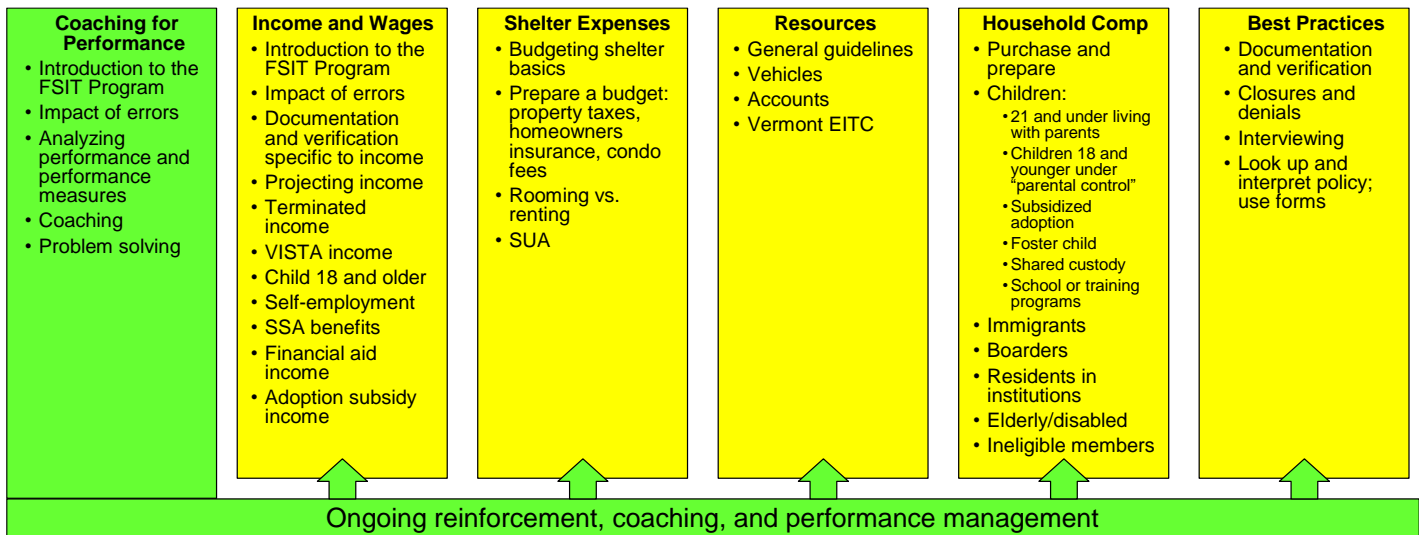 Coaching for
Performance
• Introduction to the
FSIT Program
• Impact of errors
• Analyzing
performance and
performance
measures
• Coaching
• Problem solving
Income and Wages
• Introduction to the
FSIT Program
• Impact of errors
• Documentation
and verification
specific to income
• Projecting income
• Terminated
income
• VISTA income
• Child 18 and older
• Self-employment
• SSA benefits
• Financial aid
income
• Adoption subsidy
income
Shelter Expenses
• Budgeting shelter
basics
• Prepare a budget:
property taxes,
homeowners
insurance, condo
fees
• Rooming vs.
renting
• SUA
Resources
• General guidelines
• Vehicles
• Accounts
• Vermont EITC
Household Comp
• Purchase and
prepare
• Children:
• 21 and under living
with parents
• Children 18 and
younger under
“parental control”
• Subsidized
adoption
• Foster child
• Shared custody
• School or training
programs
• Immigrants
• Boarders
• Residents in
institutions
• Elderly/disabled
• Ineligible members
Best Practices
• Documentation
and verification
• Closures and
denials
• Interviewing
• Look up and
interpret policy;
use forms
Ongoing reinforcement, coaching, and performance management